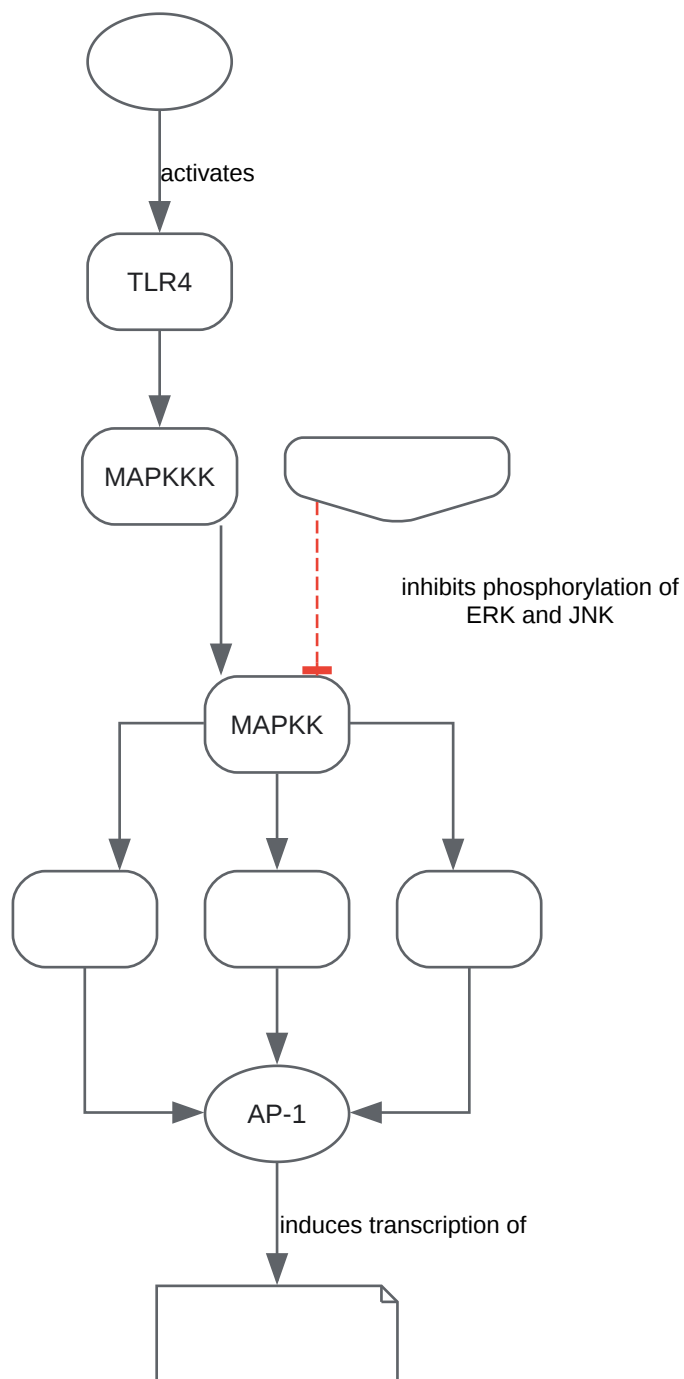 activates
TLR4
MAPKKK
inhibits phosphorylation of
ERK and JNK
MAPKK
AP-1
induces transcription of